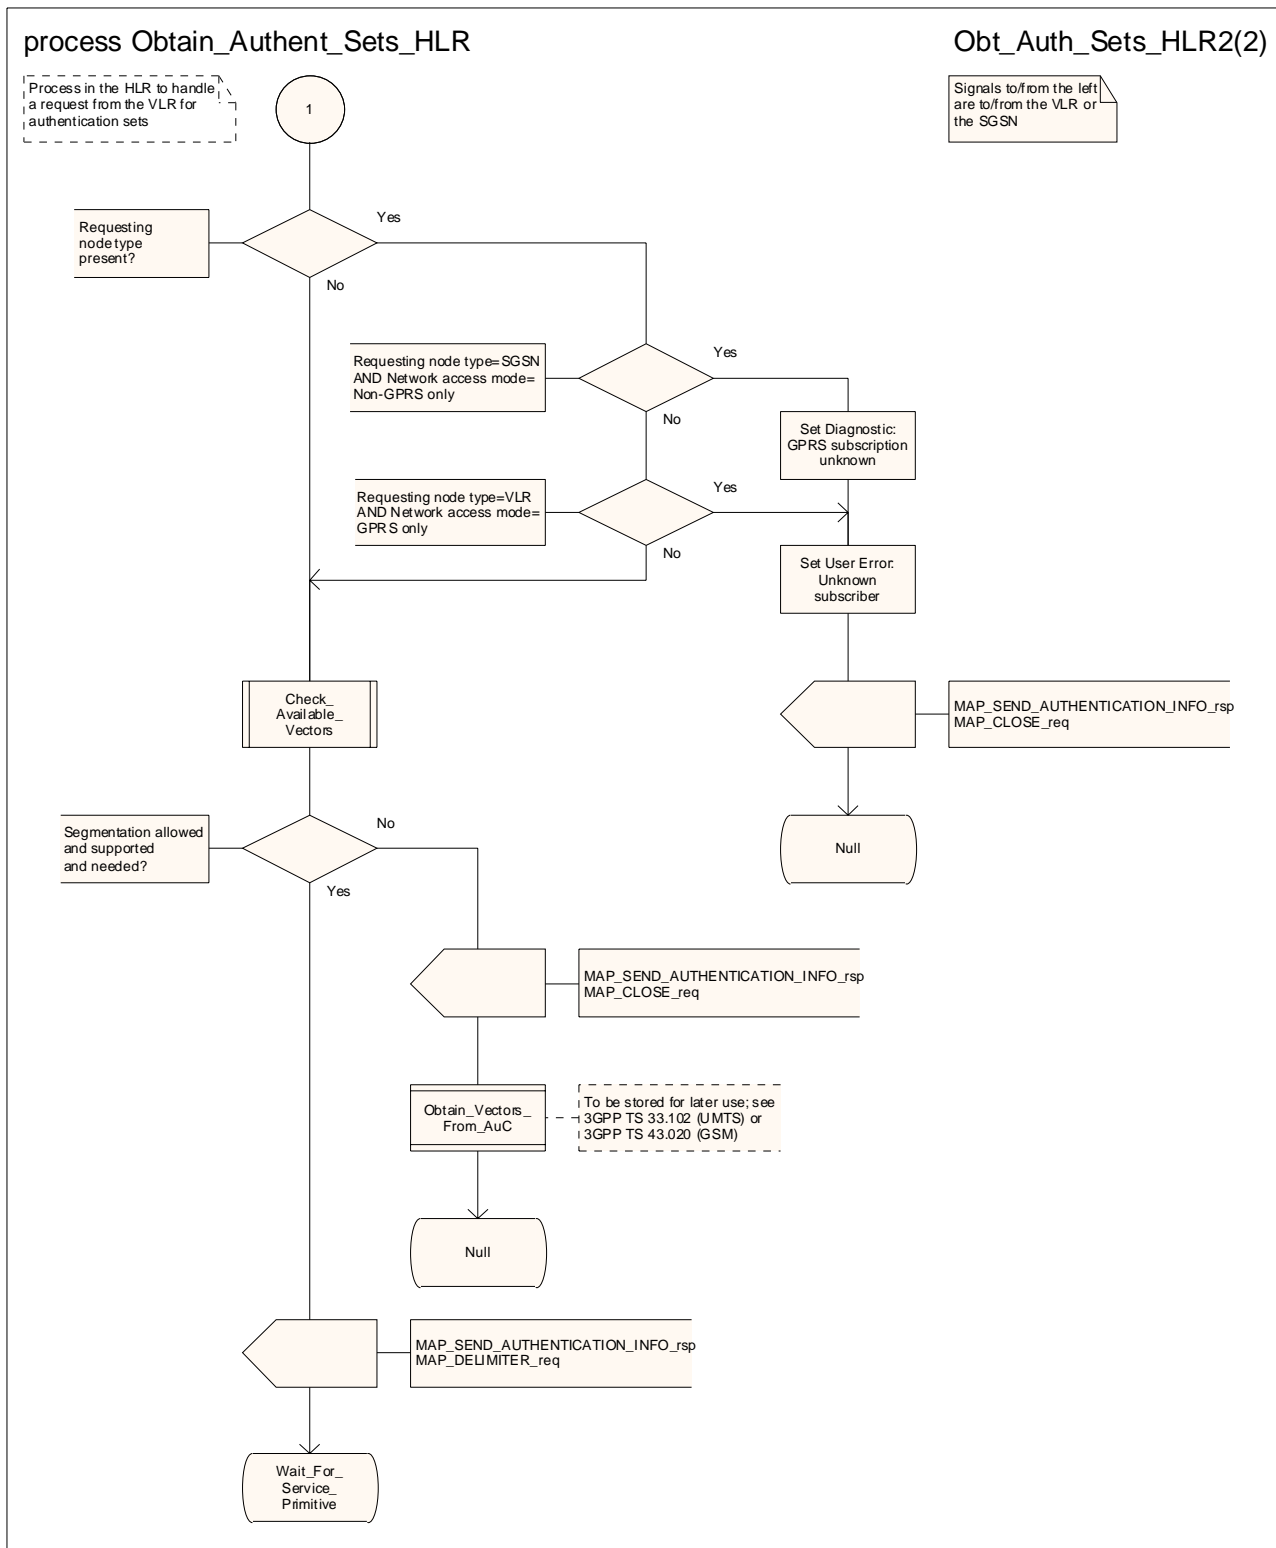 process Obtain_Authent_Sets_HLR
Obt_Auth_Sets_HLR2(2)
Process in the HLR to handle
a request from the VLR for
authentication sets
1
Signals to/from the left
are to/from the VLR or
the SGSN
Requesting
node type
present?
Yes
No
Requesting node type=SGSN
AND Network access mode=
Non-GPRS only
Yes
No
Set Diagnostic:
GPRS subscription
unknown
Requesting node type=VLR
AND Network access mode=
GPRS only
Yes
No
Set User Error:
Unknown
subscriber
Check_
Available_
Vectors
MAP_SEND_AUTHENTICATION_INFO_rsp
MAP_CLOSE_req
Segmentation allowed
and supported
and needed?
No
Yes
Null
MAP_SEND_AUTHENTICATION_INFO_rsp
MAP_CLOSE_req
Obtain_Vectors_
From_AuC
To be stored for later use; see
3GPP TS 33.102 (UMTS) or
3GPP TS 43.020 (GSM)
Null
MAP_SEND_AUTHENTICATION_INFO_rsp
MAP_DELIMITER_req
Wait_For_
Service_
Primitive